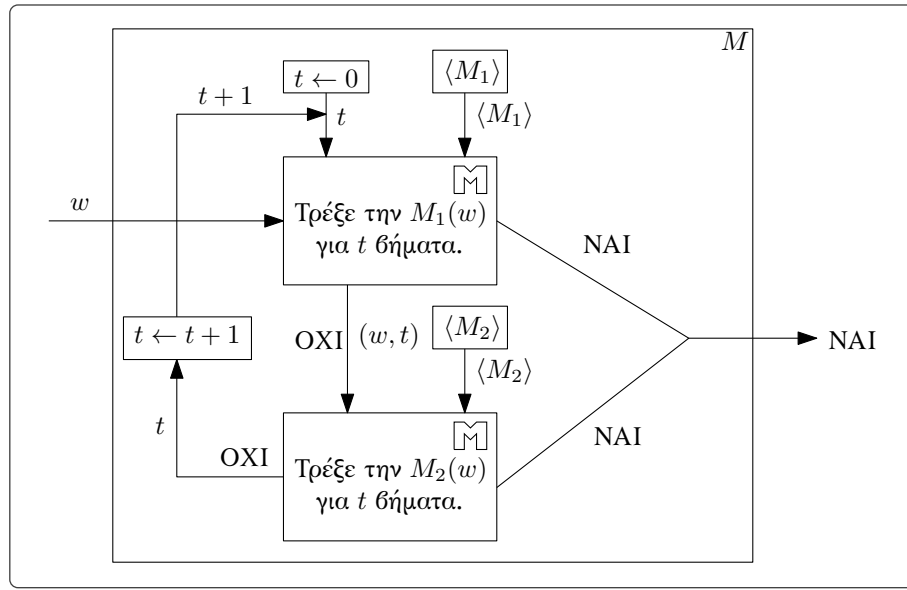 M
t ← 0
⟨M₁⟩
t + 1
t
⟨M₁⟩
w
Τρέξε την M₁(w)
για t βήματα.
ΝΑΙ
t ← t + 1
ΟΧΙ
(w, t)
⟨M₂⟩
ΝΑΙ
⟨M₂⟩
t
ΟΧΙ
ΝΑΙ
Τρέξε την M₂(w)
για t βήματα.